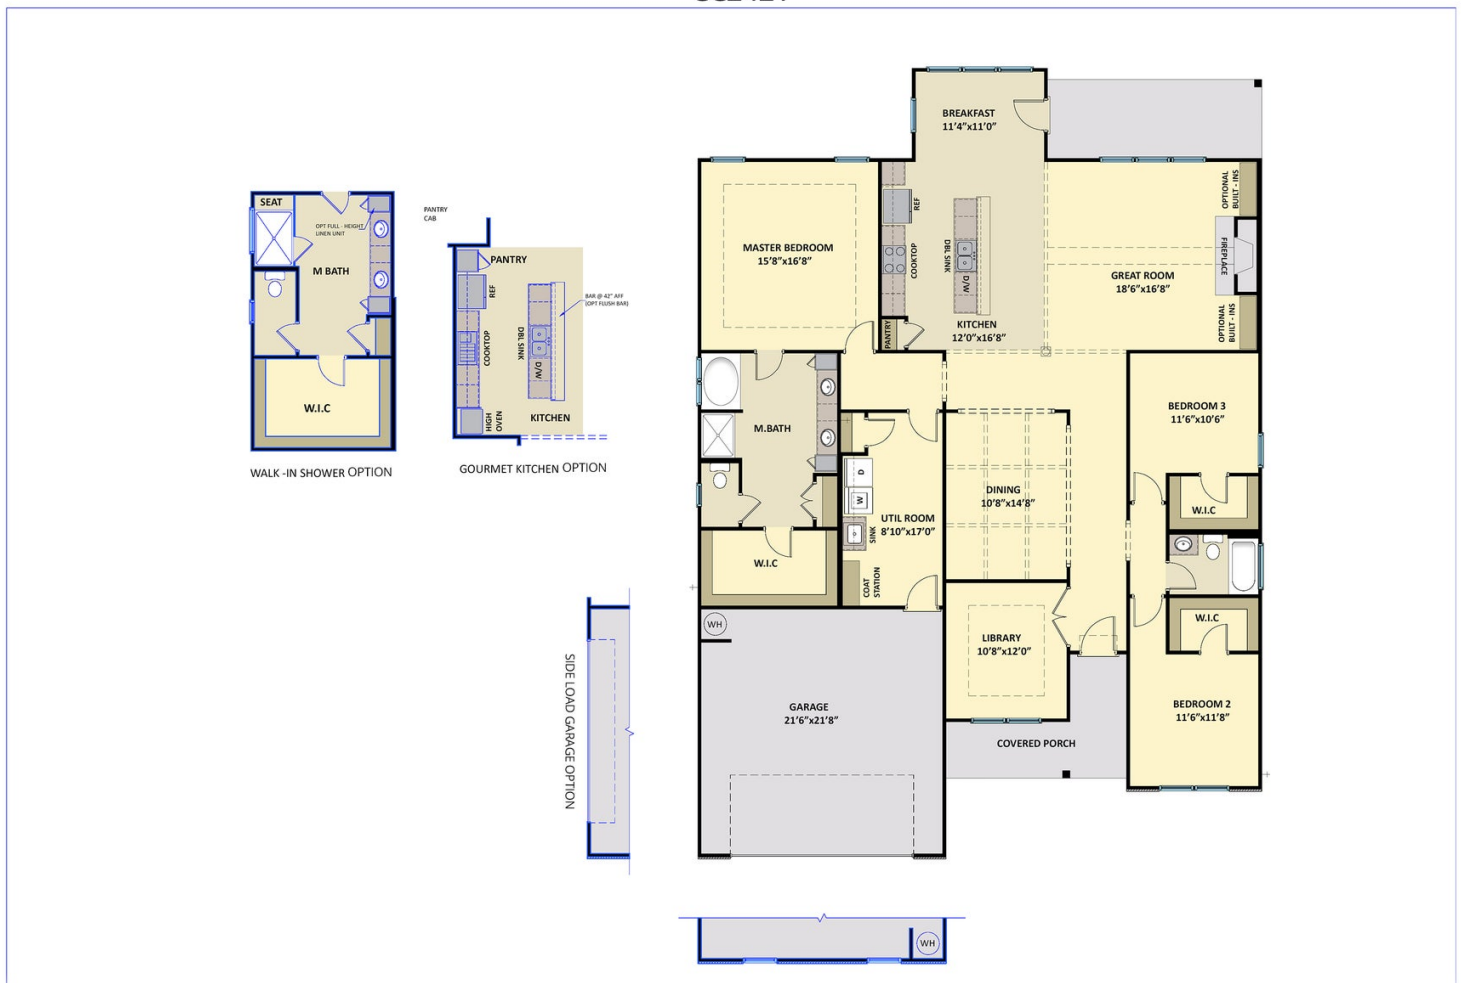 BREAKFAST
11'4"x11'0"
SEAT
OPT FULL - HEIGHT
LINEN UNIT
M BATH
W.I.C
WALK -IN SHOWER OPTION
PANTRY
CAB
PANTRY
REF
COOKTOP
DBL SINK
D/W
BAR @ 42" AFF
(OPT FLUSH BAR)
HIGH
OVEN
KITCHEN
GOURMET KITCHEN OPTION
MASTER BEDROOM
15'8"x16'8"
REF
COOKTOP
DBL SINK
D/W
PANTRY
KITCHEN
12'0"x16'8"
GREAT ROOM
18'6"x16'8"
OPTIONAL
BUILT - INS
FIREPLACE
OPTIONAL
BUILT - INS
M.BATH
W.I.C
D
W
SINK
UTIL ROOM
8'10"x17'0"
COAT
STATION
DINING
10'8"x14'8"
BEDROOM 3
11'6"x10'6"
W.I.C
W.I.C
BEDROOM 2
11'6"x11'8"
LIBRARY
10'8"x12'0"
COVERED PORCH
WH
GARAGE
21'6"x21'8"
SIDE LOAD GARAGE OPTION
WH